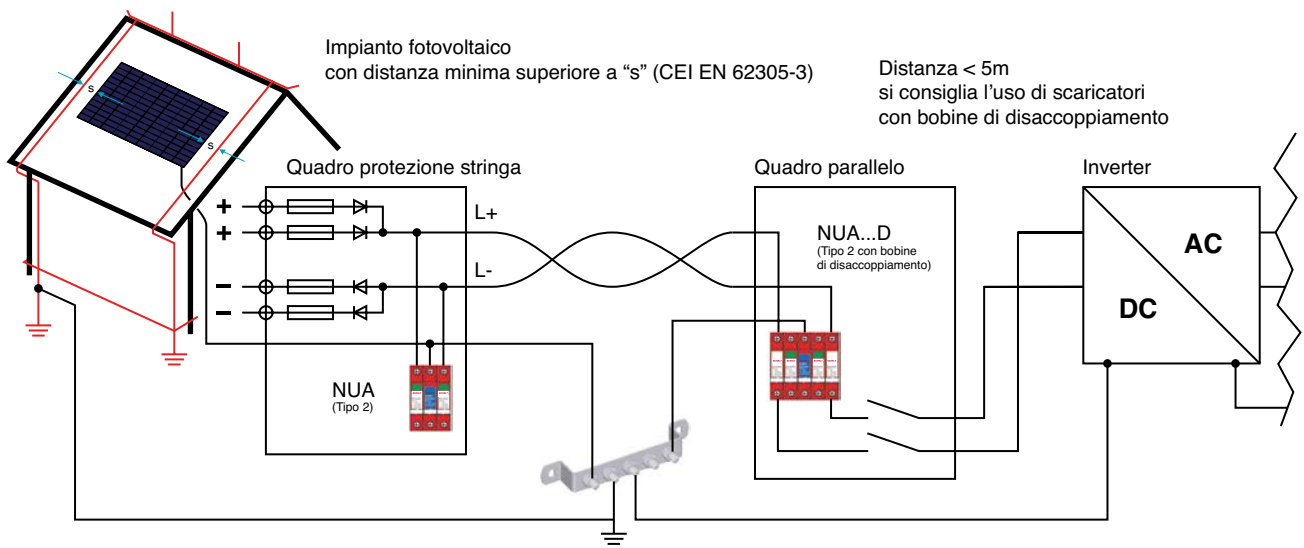 Impianto fotovoltaico
con distanza minima superiore a “s” (CEI EN 62305-3)
Distanza < 5m
si consiglia l’uso di scaricatori
con bobine di disaccoppiamento
s
s
Quadro protezione stringa
Quadro parallelo
Inverter
+
+
−
−
L+
L-
NUA...D
(Tipo 2 con bobine
di disaccoppiamento)
AC
DC
NUA
(Tipo 2)